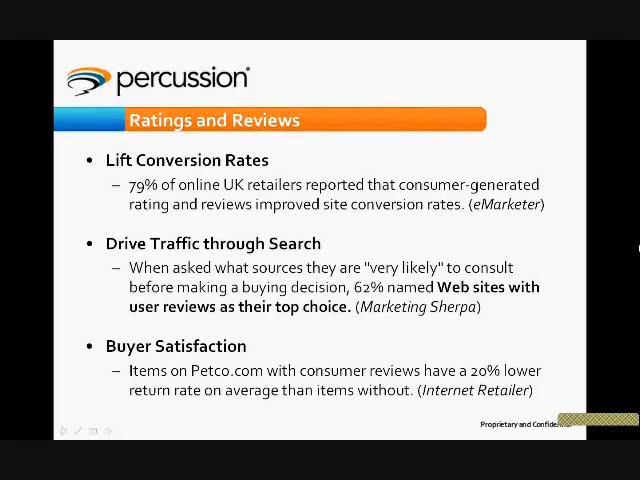 percussion®
Ratings and Reviews
• Lift Conversion Rates
– 79% of online UK retailers reported that consumer-generated
rating and reviews improved site conversion rates. (eMarketer)
• Drive Traffic through Search
– When asked what sources they are "very likely" to consult
before making a buying decision, 62% named Web sites with
user reviews as their top choice. (Marketing Sherpa)
• Buyer Satisfaction
– Items on Petco.com with consumer reviews have a 20% lower
return rate on average than items without. (Internet Retailer)
Proprietary and